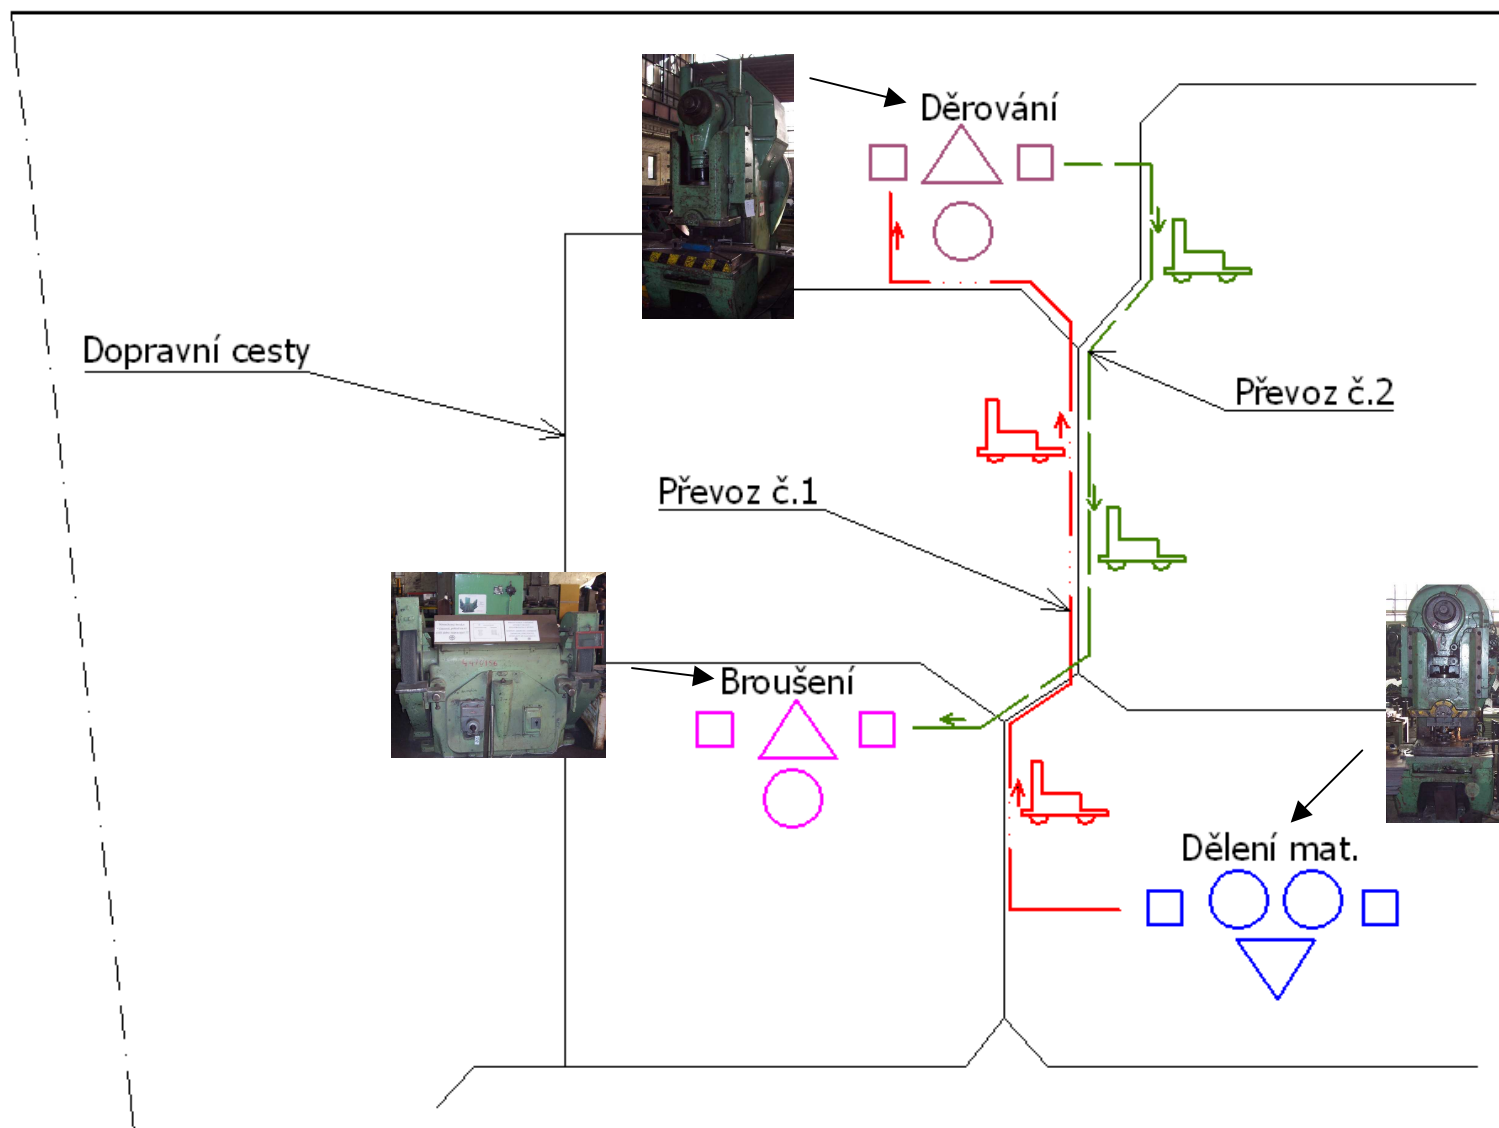 Děrování
Dopravní cesty
Převoz č.2
Převoz č.1
Broušení
Dělení mat.